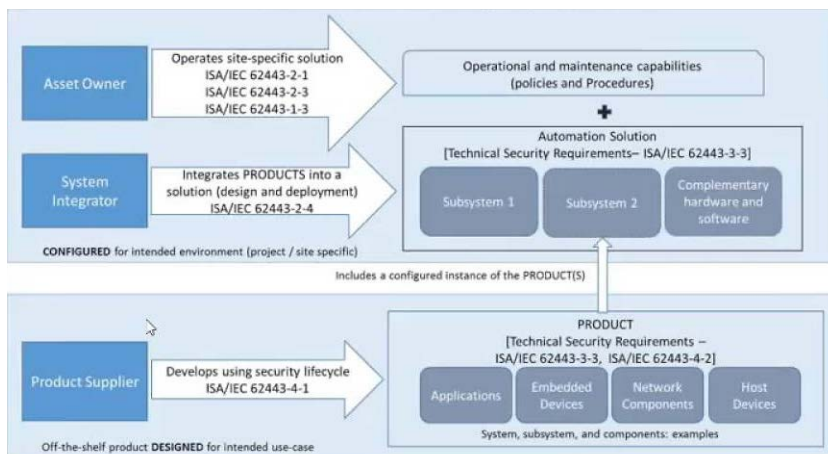 Asset Owner
Operates site-specific solution
ISA/IEC 62443-2-1
ISA/IEC 62443-2-3
ISA/IEC 62443-1-3
Operational and maintenance capabilities
(policies and Procedures)
+
Automation Solution
[Technical Security Requirements– ISA/IEC 62443-3-3]
System
Integrator
Integrates PRODUCTS into a
solution (design and deployment)
ISA/IEC 62443-2-4
Subsystem 1
Subsystem 2
Complementary
hardware and
software
CONFIGURED for intended environment (project / site specific)
Includes a configured instance of the PRODUCT(S)
Product Supplier
Develops using security lifecycle
ISA/IEC 62443-4-1
PRODUCT
[Technical Security Requirements –
ISA/IEC 62443-3-3, ISA/IEC 62443-4-2]
Applications
Embedded
Devices
Network
Components
Host
Devices
System, subsystem, and components: examples
Off-the-shelf product DESIGNED for intended use-case